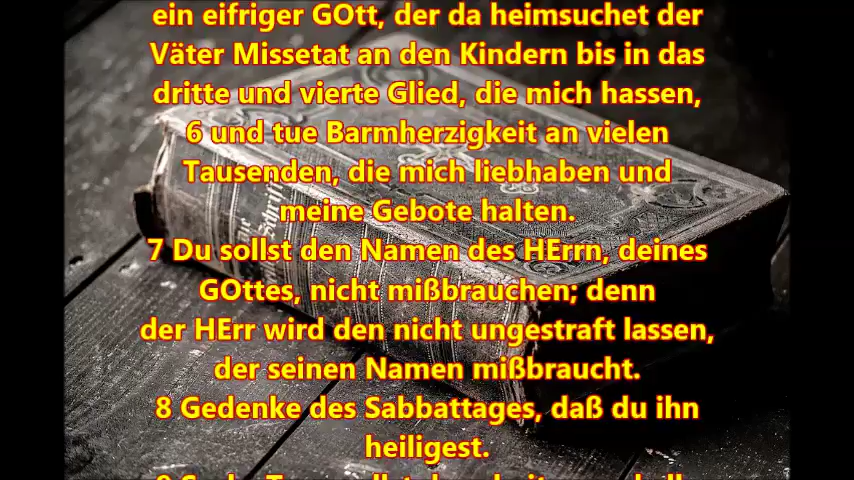 ein eifriger GOtt, der da heimsuchet der
Väter Missetat an den Kindern bis in das
dritte und vierte Glied, die mich hassen,
6 und tue Barmherzigkeit an vielen
Tausenden, die mich liebhaben und
meine Gebote halten.
7 Du sollst den Namen des HErrn, deines
GOttes, nicht mißbrauchen; denn
der HErr wird den nicht ungestraft lassen,
der seinen Namen mißbraucht.
8 Gedenke des Sabbattages, daß du ihn
heiligest.